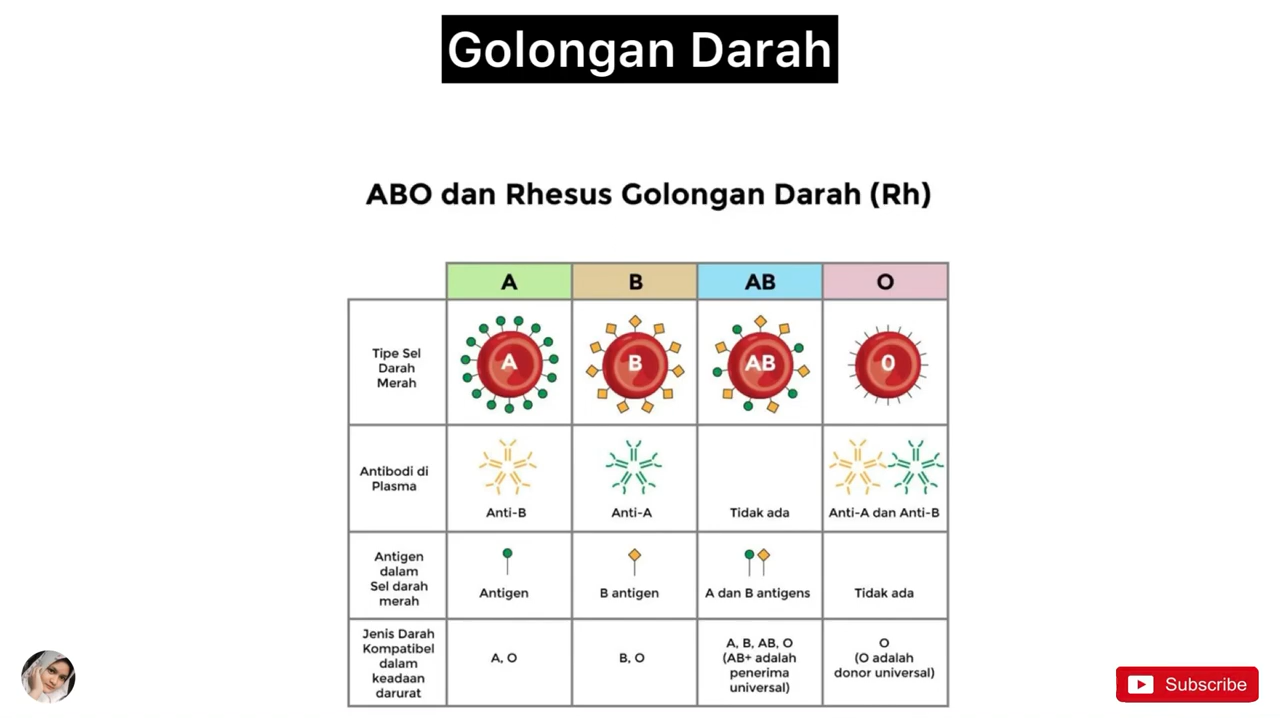 Golongan Darah
ABO dan Rhesus Golongan Darah (Rh)
A
B
AB
O
Tipe Sel
Darah
Merah
A
B
AB
0
Antibodi di
Plasma
Anti-B
Anti-A
Tidak ada
Anti-A dan Anti-B
Antigen
dalam
Sel darah
merah
Antigen
B antigen
A dan B antigens
Tidak ada
Jenis Darah
Kompatibel
dalam
keadaan
darurat
A, O
B, O
A, B, AB, O
(AB+ adalah
penerima
universal)
O
(O adalah
donor universal)
Subscribe